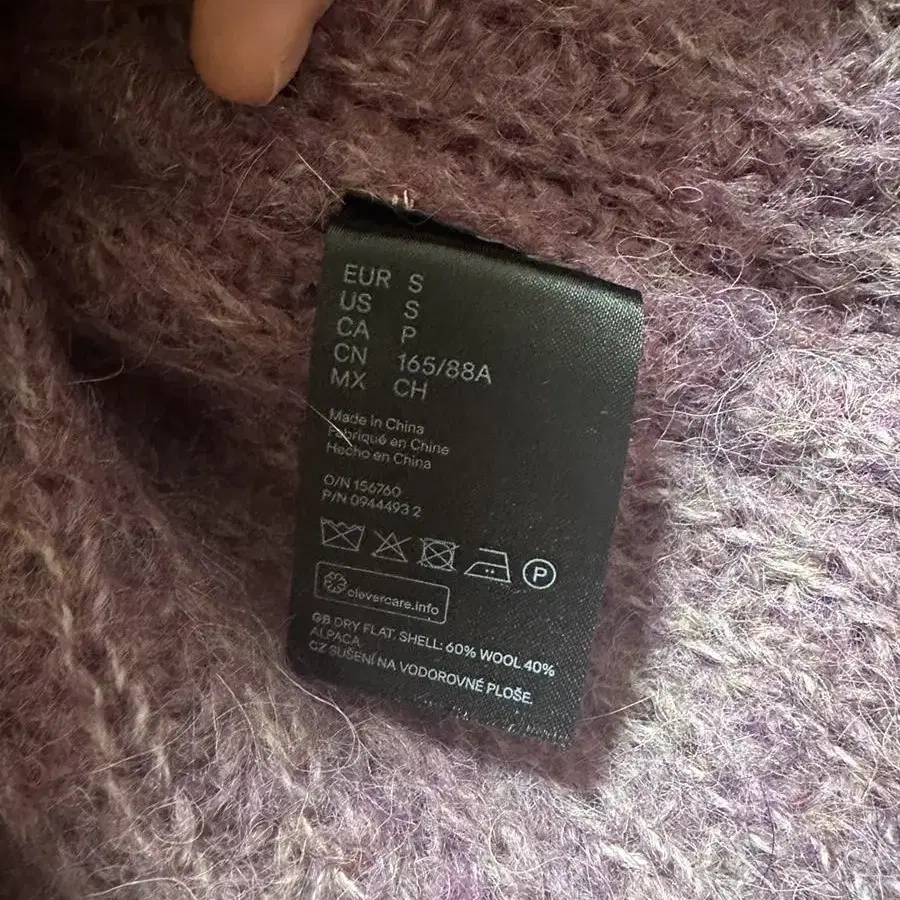 EUR S
US S
CA P
CN 165/88A
MX CH
Made in China
Fabriqué en Chine
Hecho en China
O/N 156760
P/N 0944493 2
P
clevercare.info
GB DRY FLAT. SHELL: 60% WOOL 40%
ALPACA
CZ SUŠENÍ NA VODOROVNÉ PLOŠE.